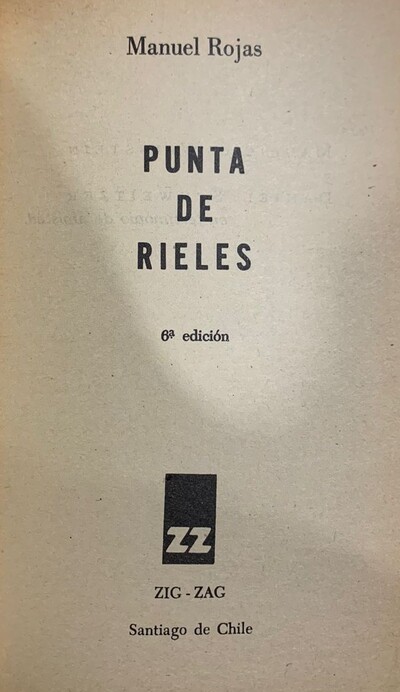 Manuel Rojas
PUNTA
DE
RIELES
6ª edición
ZZ
ZIG - ZAG
Santiago de Chile